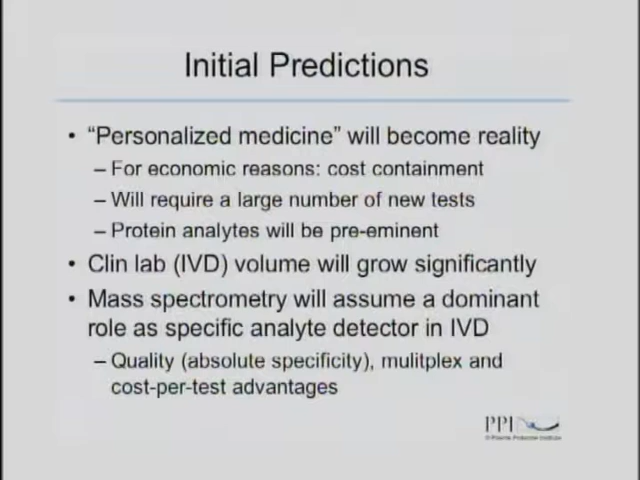 Initial Predictions
• “Personalized medicine” will become reality
– For economic reasons: cost containment
– Will require a large number of new tests
– Protein analytes will be pre-eminent
• Clin lab (IVD) volume will grow significantly
• Mass spectrometry will assume a dominant
role as specific analyte detector in IVD
– Quality (absolute specificity), mulitplex and
cost-per-test advantages
PPI